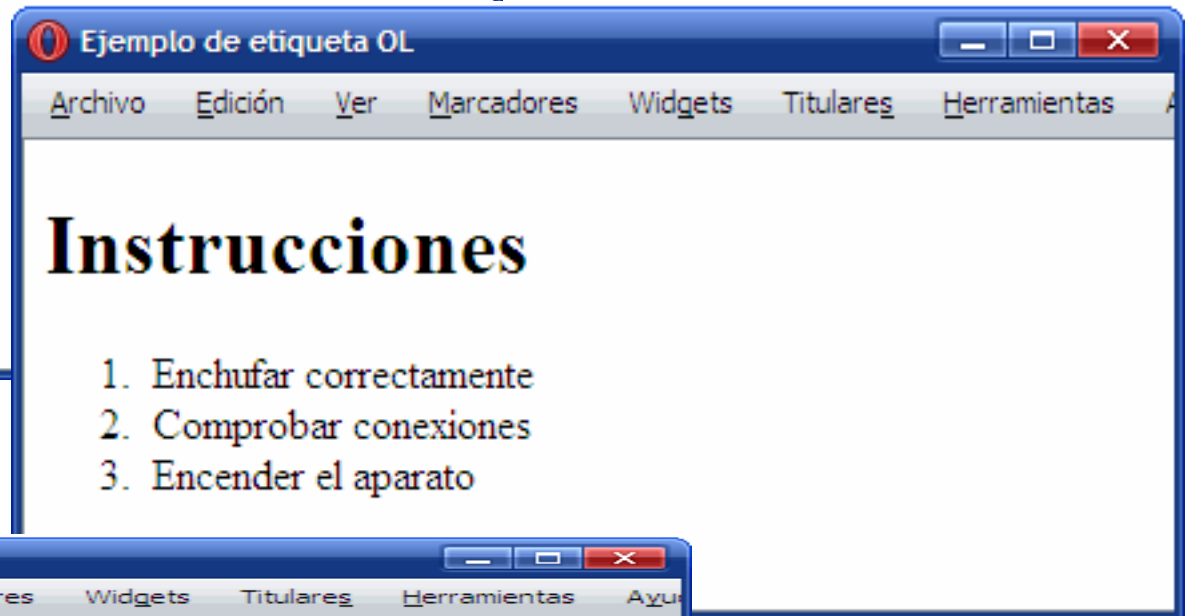 Ejemplo de etiqueta OL
Archivo Edición Ver Marcadores Widgets Titulares Herramientas
Instrucciones
1. Enchufar correctamente
2. Comprobar conexiones
3. Encender el aparato
Widgets Titulares Herramientas